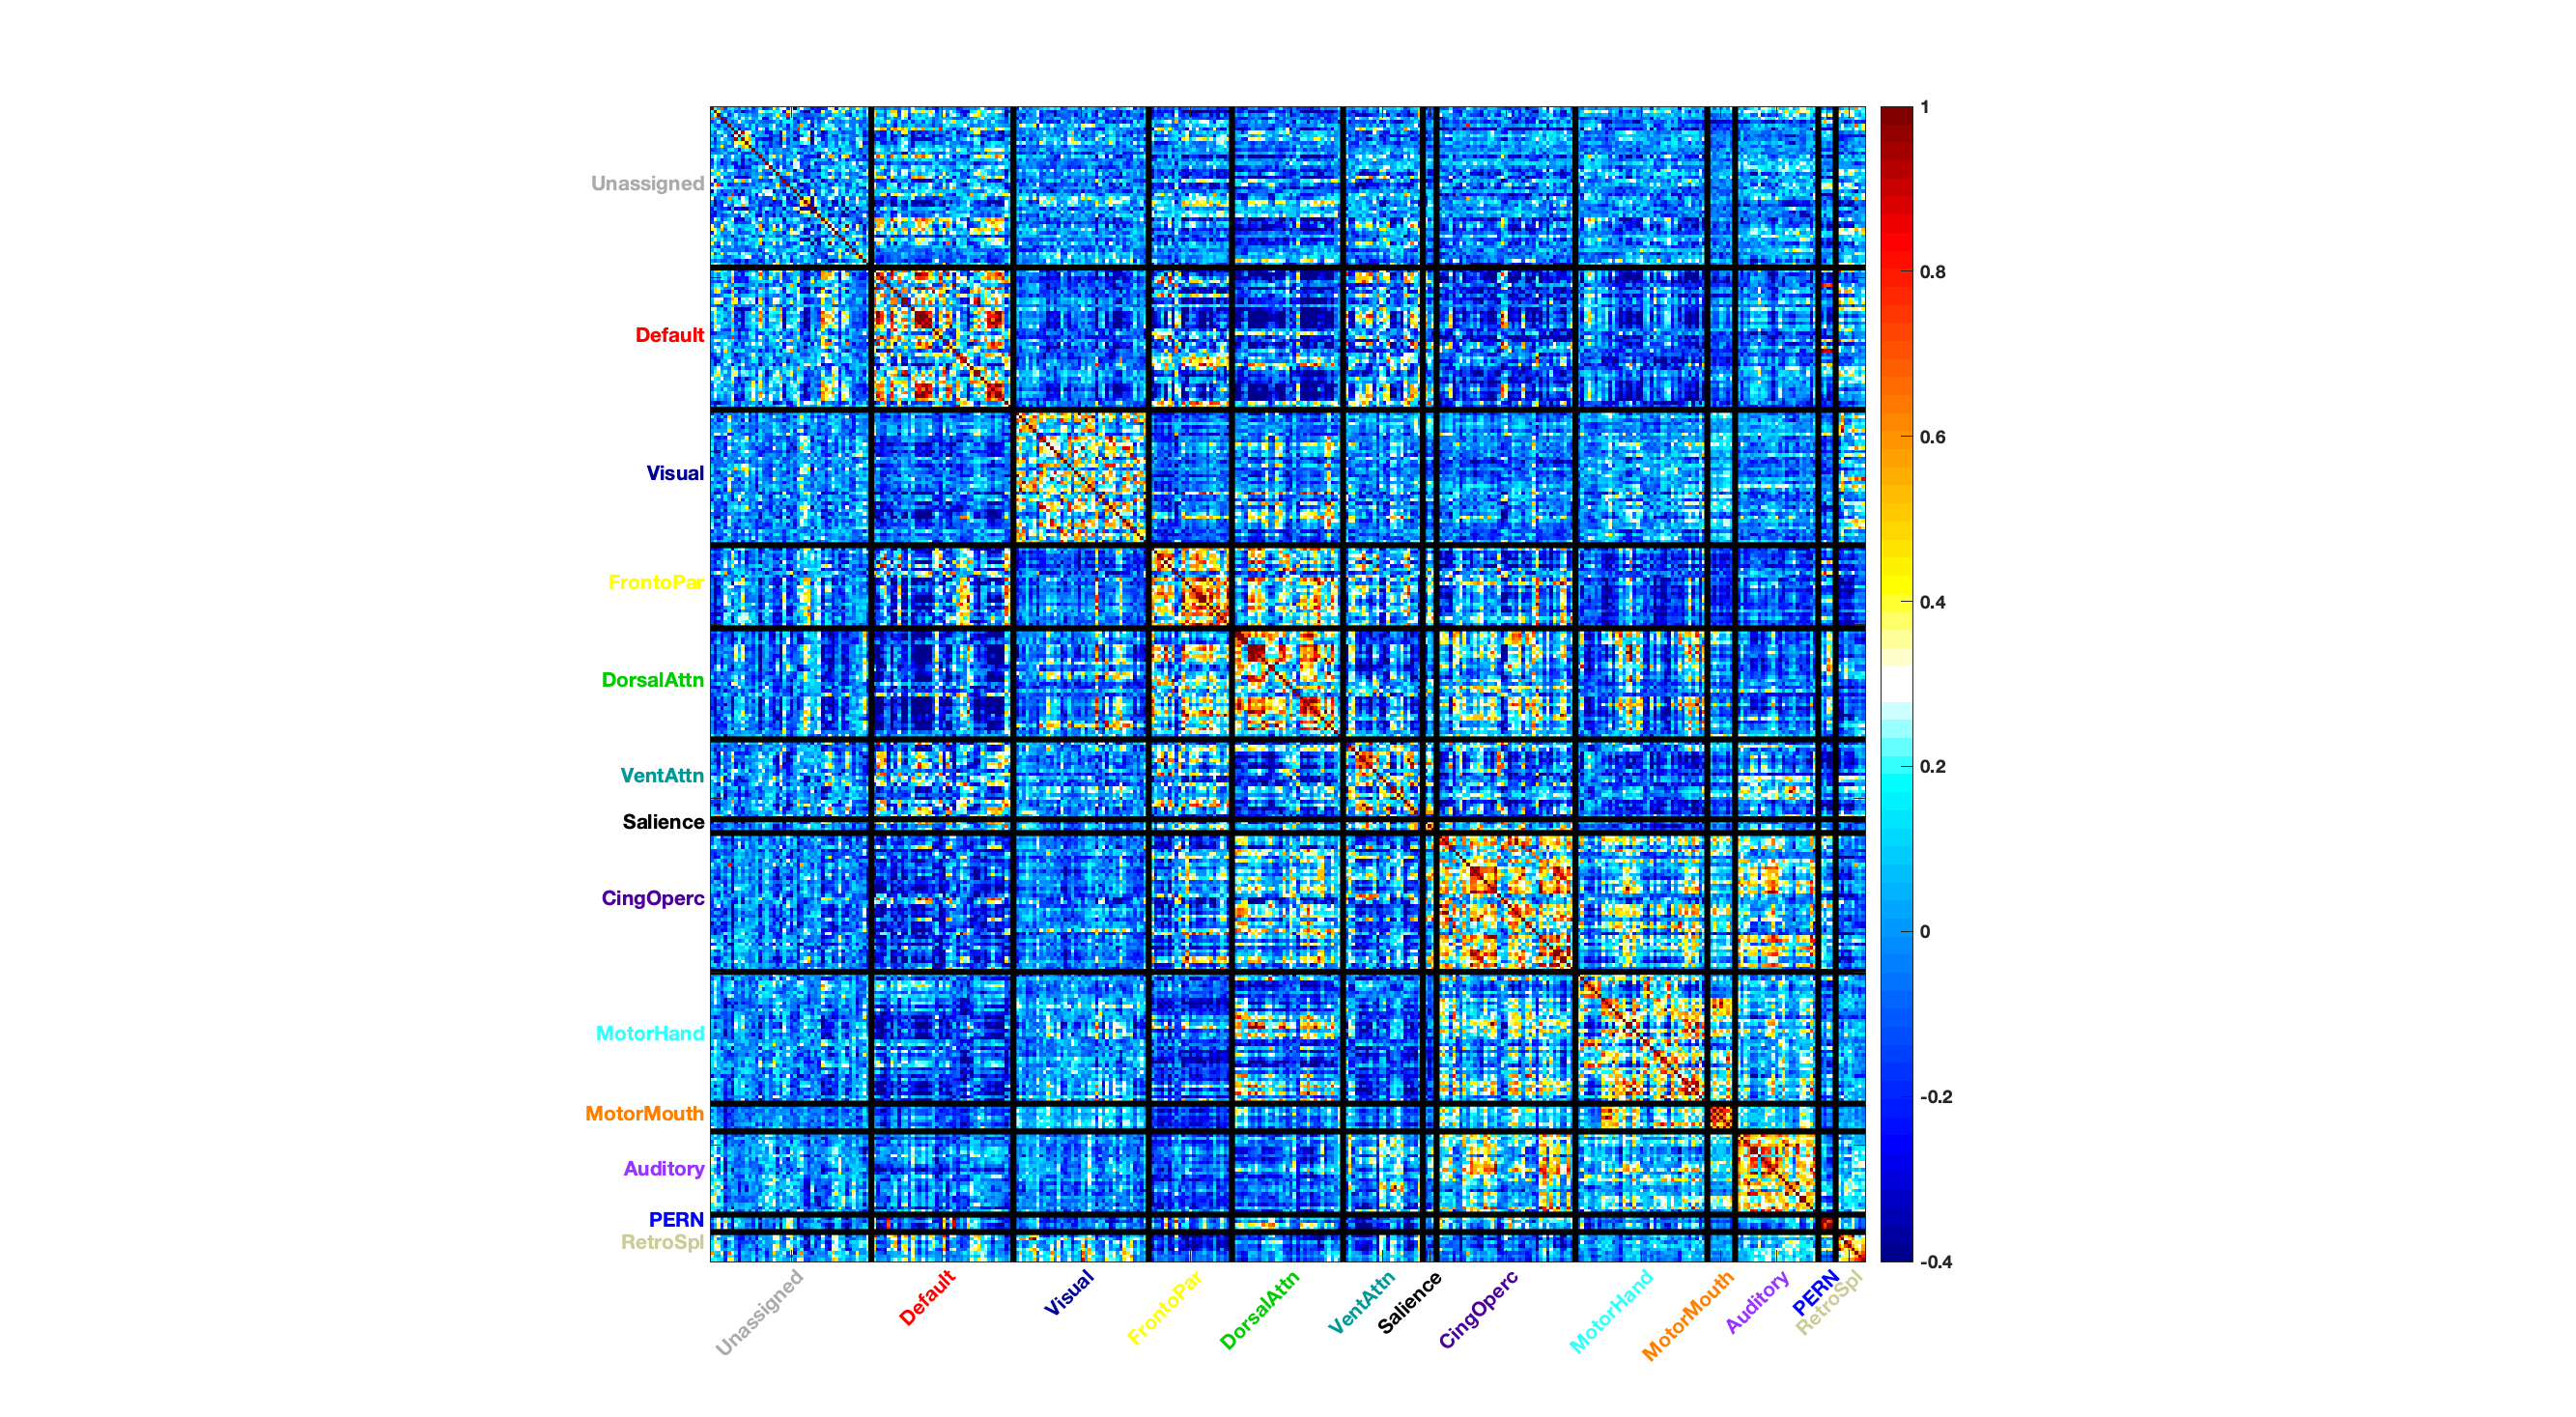 Unassigned
Default
Visual
FrontoPar
DorsalAttn
VentAttn
Salience
CingOperc
MotorHand
MotorMouth
Auditory
PERN
RetroSpl
1
0.8
0.6
0.4
0.2
0
-0.2
-0.4
Unassigned
Default
Visual
FrontoPar
DorsalAttn
VentAttn
Salience
CingOperc
MotorHand
MotorMouth
Auditory
PERN
RetroSpl